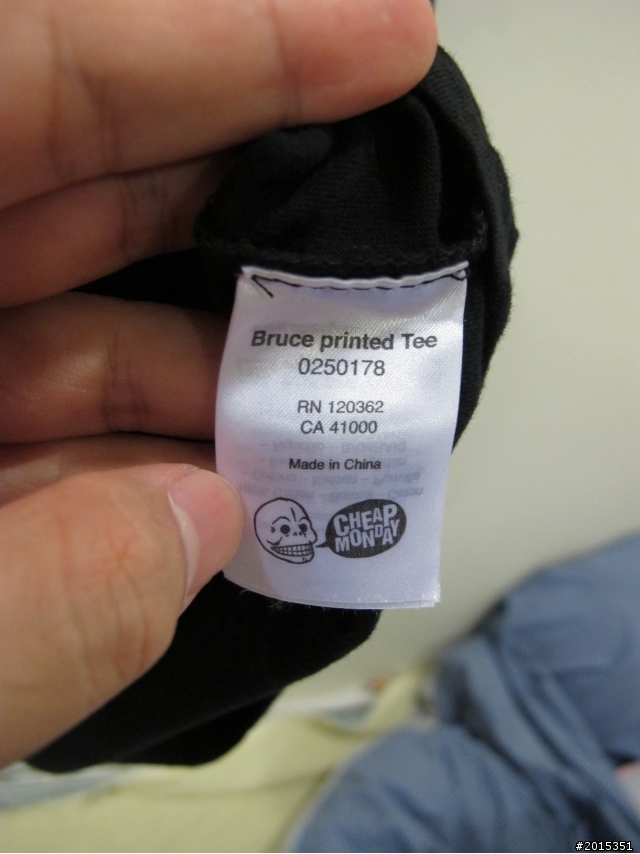 Bruce printed Tee
0250178
RN 120362
CA 41000
Made in China
CHEAP
MONDAY
#2015351